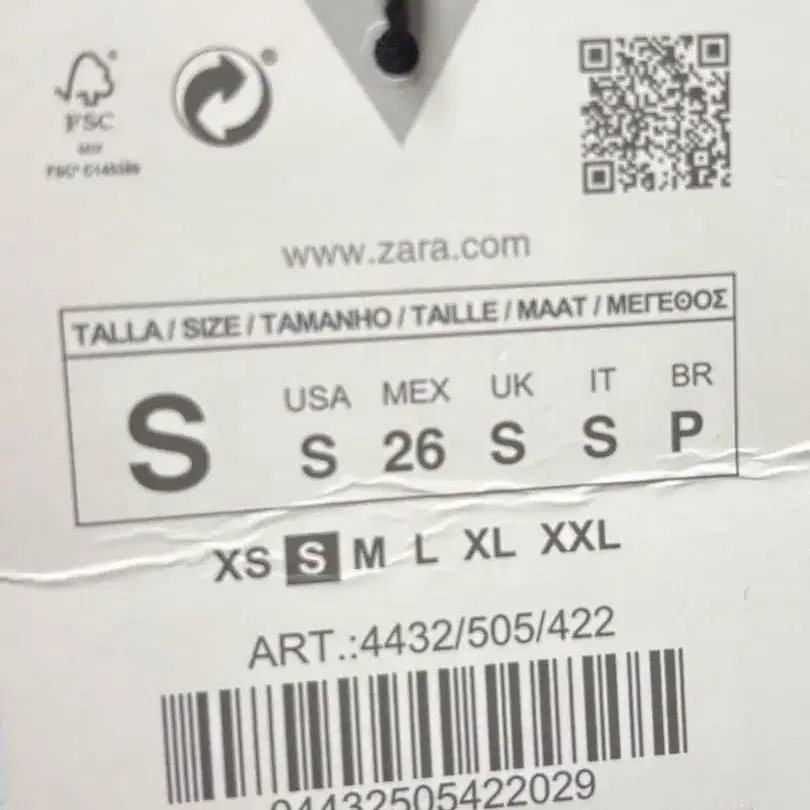 FSC
www.zara.com
TALLA / SIZE / TAMANHO / TAILLE / MAAT / ΜΕΓΕΘΟΣ
USA MEX UK IT BR
S S 26 S S P
XS S M L XL XXL
ART.:4432/505/422
04432505422029